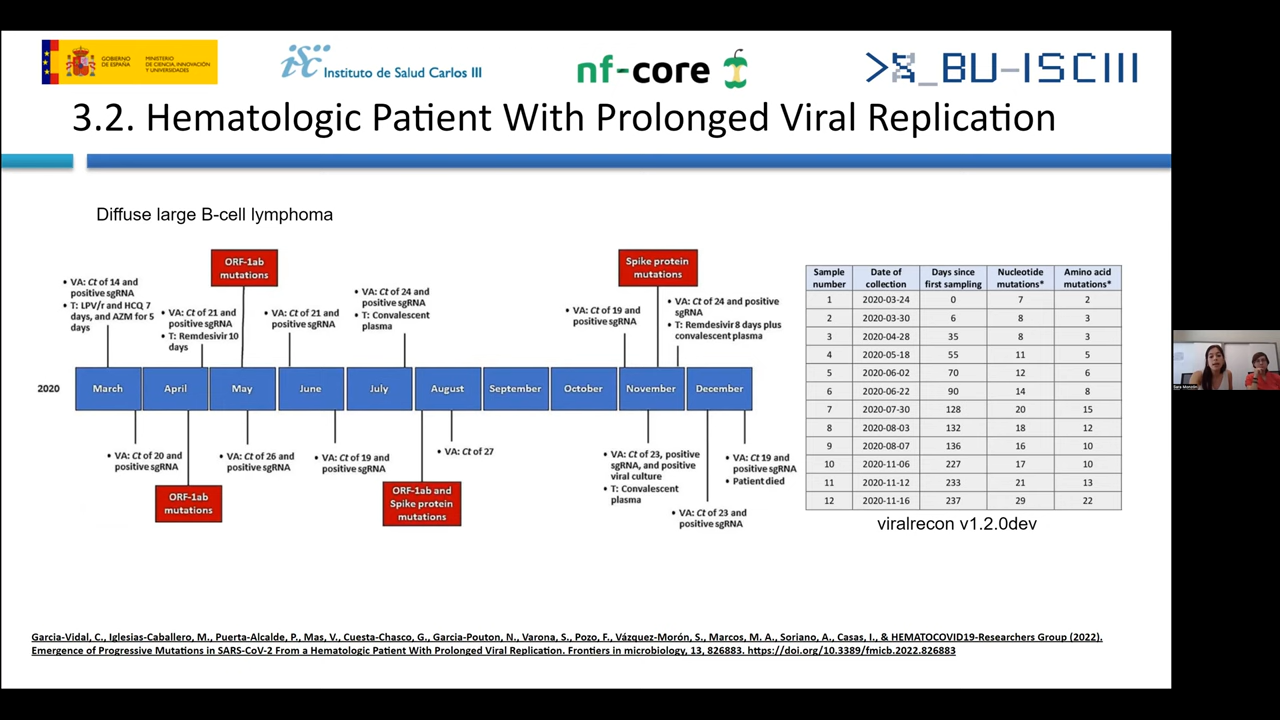 GOBIERNO
DE ESPAÑA
MINISTERIO
DE CIENCIA, INNOVACIÓN
Y UNIVERSIDADES
isciii Instituto de Salud Carlos III
nf-core
>_BU-ISCIII
3.2. Hematologic Patient With Prolonged Viral Replication
Diffuse large B-cell lymphoma
ORF-1ab
mutations
Spike protein
mutations
• VA: Ct of 14 and
positive sgRNA
• T: LPV/r and HCQ 7
days, and AZM for 5
days
• VA: Ct of 21 and
positive sgRNA
• T: Remdesivir 10
days
• VA: Ct of 21 and
positive sgRNA
• VA: Ct of 24 and
positive sgRNA
• T: Convalescent
plasma
• VA: Ct of 19 and
positive sgRNA
• VA: Ct of 24 and positive
sgRNA
• T: Remdesivir 8 days plus
convalescent plasma
2020 March April May June July August September October November December
• VA: Ct of 20 and
positive sgRNA
• VA: Ct of 26 and
positive sgRNA
• VA: Ct of 19 and
positive sgRNA
• VA: Ct of 27
• VA: Ct of 23, positive
sgRNA, and positive
viral culture
• T: Convalescent
plasma
• VA: Ct 19 and
positive sgRNA
• Patient died
• VA: Ct of 23 and
positive sgRNA
ORF-1ab
mutations
ORF-1ab and
Spike protein
mutations
Sample number Date of collection Days since first sampling Nucleotide mutations* Amino acid mutations*
1 2020-03-24 0 7 2
2 2020-03-30 6 8 3
3 2020-04-28 35 8 3
4 2020-05-18 55 11 5
5 2020-06-02 70 12 6
6 2020-06-22 90 14 8
7 2020-07-30 128 20 15
8 2020-08-03 132 18 12
9 2020-08-07 136 16 10
10 2020-11-06 227 17 10
11 2020-11-12 233 21 13
12 2020-11-16 237 29 22
viralrecon v1.2.0dev
Garcia-Vidal, C., Iglesias-Caballero, M., Puerta-Alcalde, P., Mas, V., Cuesta-Chasco, G., Garcia-Pouton, N., Varona, S., Pozo, F., Vázquez-Morón, S., Marcos, M. A., Soriano, A., Casas, I., & HEMATOCOVID19-Researchers Group (2022).
Emergence of Progressive Mutations in SARS-CoV-2 From a Hematologic Patient With Prolonged Viral Replication. Frontiers in microbiology, 13, 826883. https://doi.org/10.3389/fmicb.2022.826883